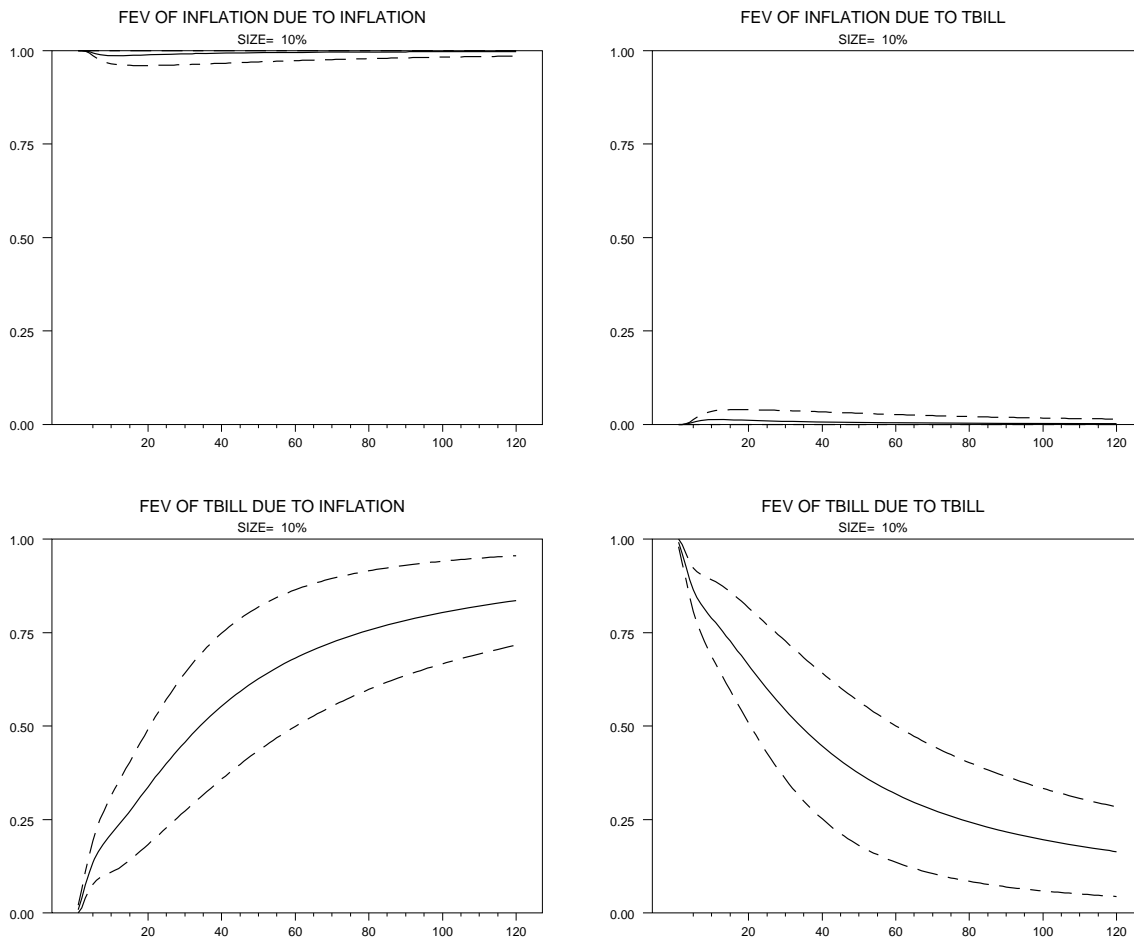 FEV OF INFLATION DUE TO INFLATION
SIZE= 10%
1.00
0.75
0.50
0.25
0.00
20 40 60 80 100 120
FEV OF INFLATION DUE TO TBILL
SIZE= 10%
1.00
0.75
0.50
0.25
0.00
20 40 60 80 100 120
FEV OF TBILL DUE TO INFLATION
SIZE= 10%
1.00
0.75
0.50
0.25
0.00
20 40 60 80 100 120
FEV OF TBILL DUE TO TBILL
SIZE= 10%
1.00
0.75
0.50
0.25
0.00
20 40 60 80 100 120